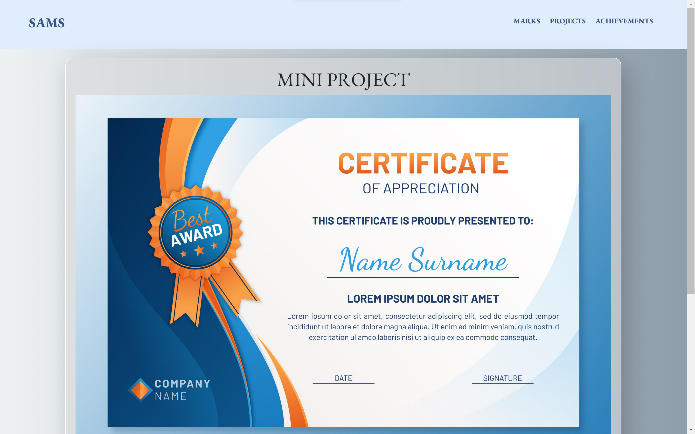 SAMS
MARKS PROJECTS ACHIEVEMENTS
MINI PROJECT
CERTIFICATE
OF APPRECIATION
THIS CERTIFICATE IS PROUDLY PRESENTED TO:
Best
AWARD
Name Surname
LOREM IPSUM DOLOR SIT AMET
Lorem ipsum dolor sit amet, consectetur adipiscing elit, sed do eiusmod tempor
incididunt ut labore et dolore magna aliqua. Ut enim ad minim veniam, quis nostrud
exercitation ullamco laboris nisi ut aliquip ex ea commodo consequat.
DATE SIGNATURE
COMPANY
NAME